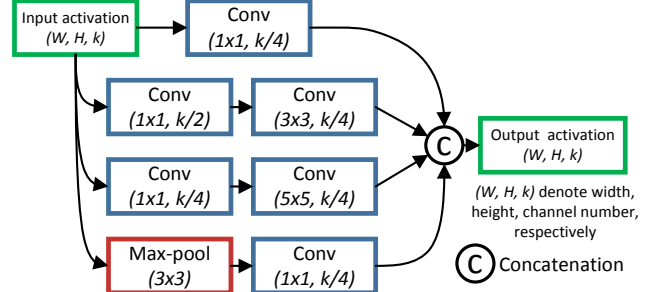 Input activation
(W, H, k)
Conv
(1x1, k/4)
Conv
(1x1, k/2)
Conv
(3x3, k/4)
Conv
(1x1, k/4)
Conv
(5x5, k/4)
Max-pool
(3x3)
Conv
(1x1, k/4)
C
Output activation
(W, H, k)
(W, H, k) denote width,
height, channel number,
respectively
C Concatenation